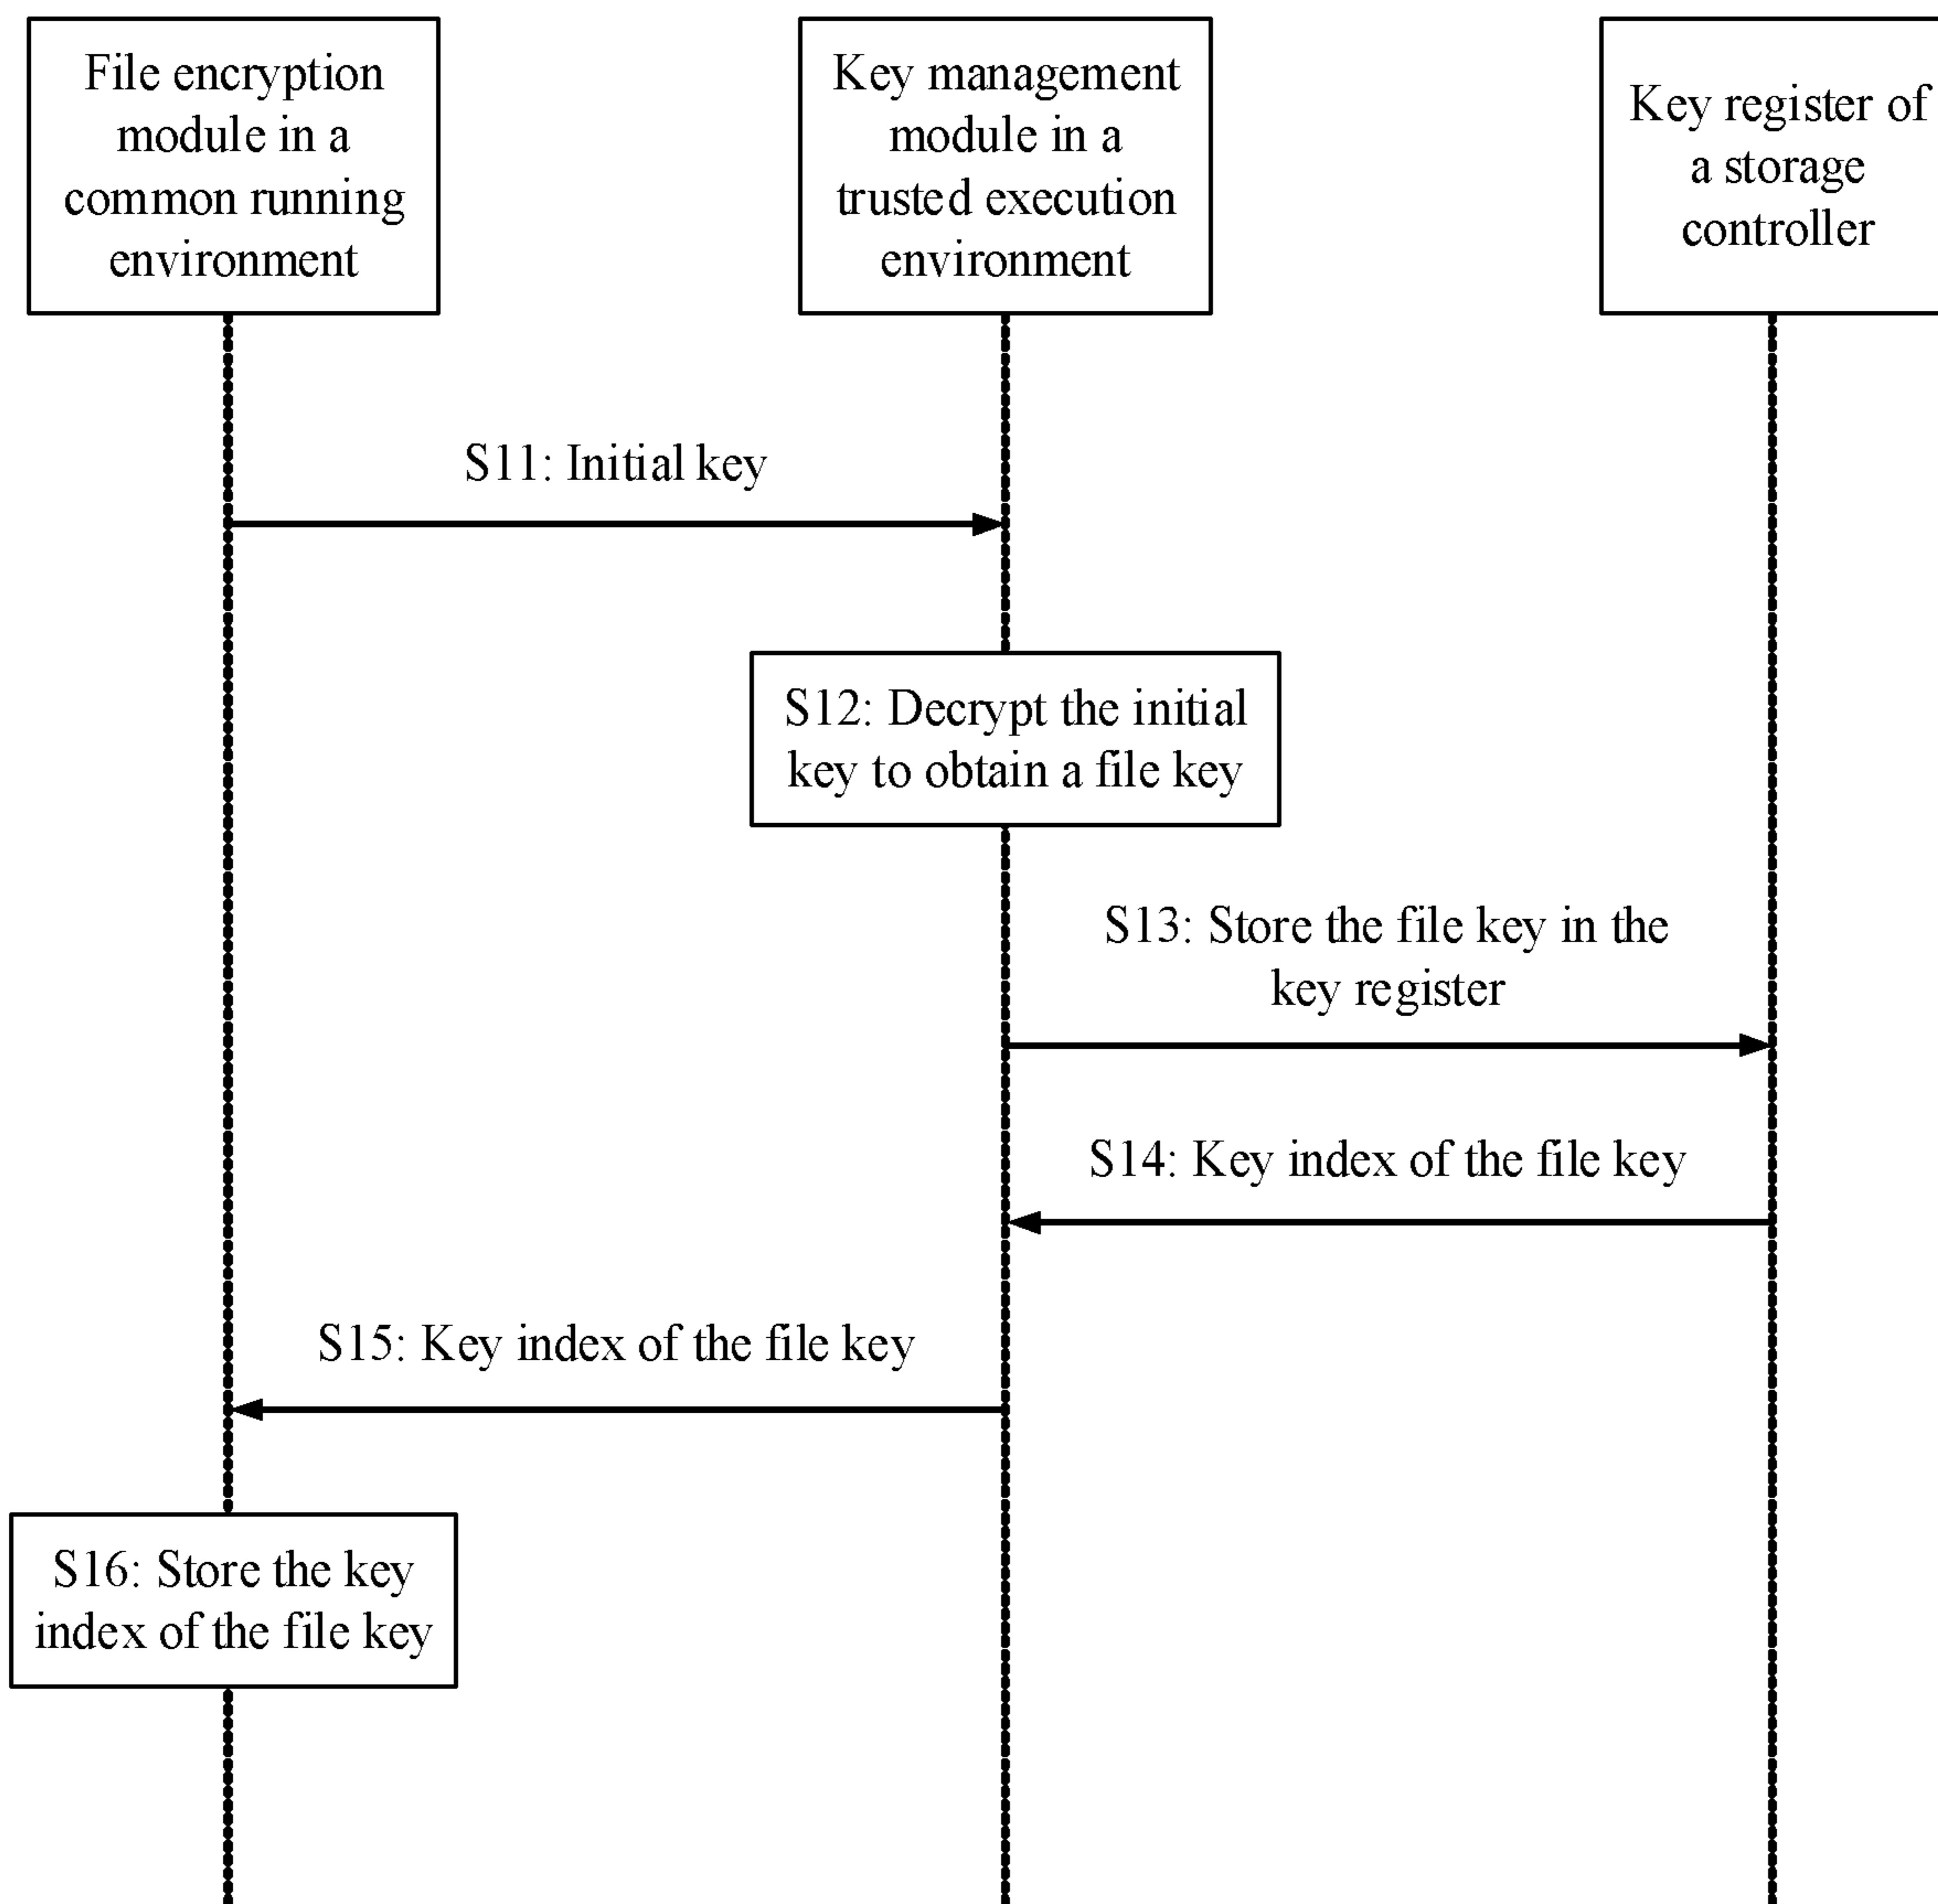 File encryption
module in a
common running
environment
Key management
module in a
trusted execution
environment
Key register of
a storage
controller
S11: Initial key
S12: Decrypt the initial
key to obtain a file key
S13: Store the file key in the
key register
S14: Key index of the file key
S15: Key index of the file key
S16: Store the key
index of the file key